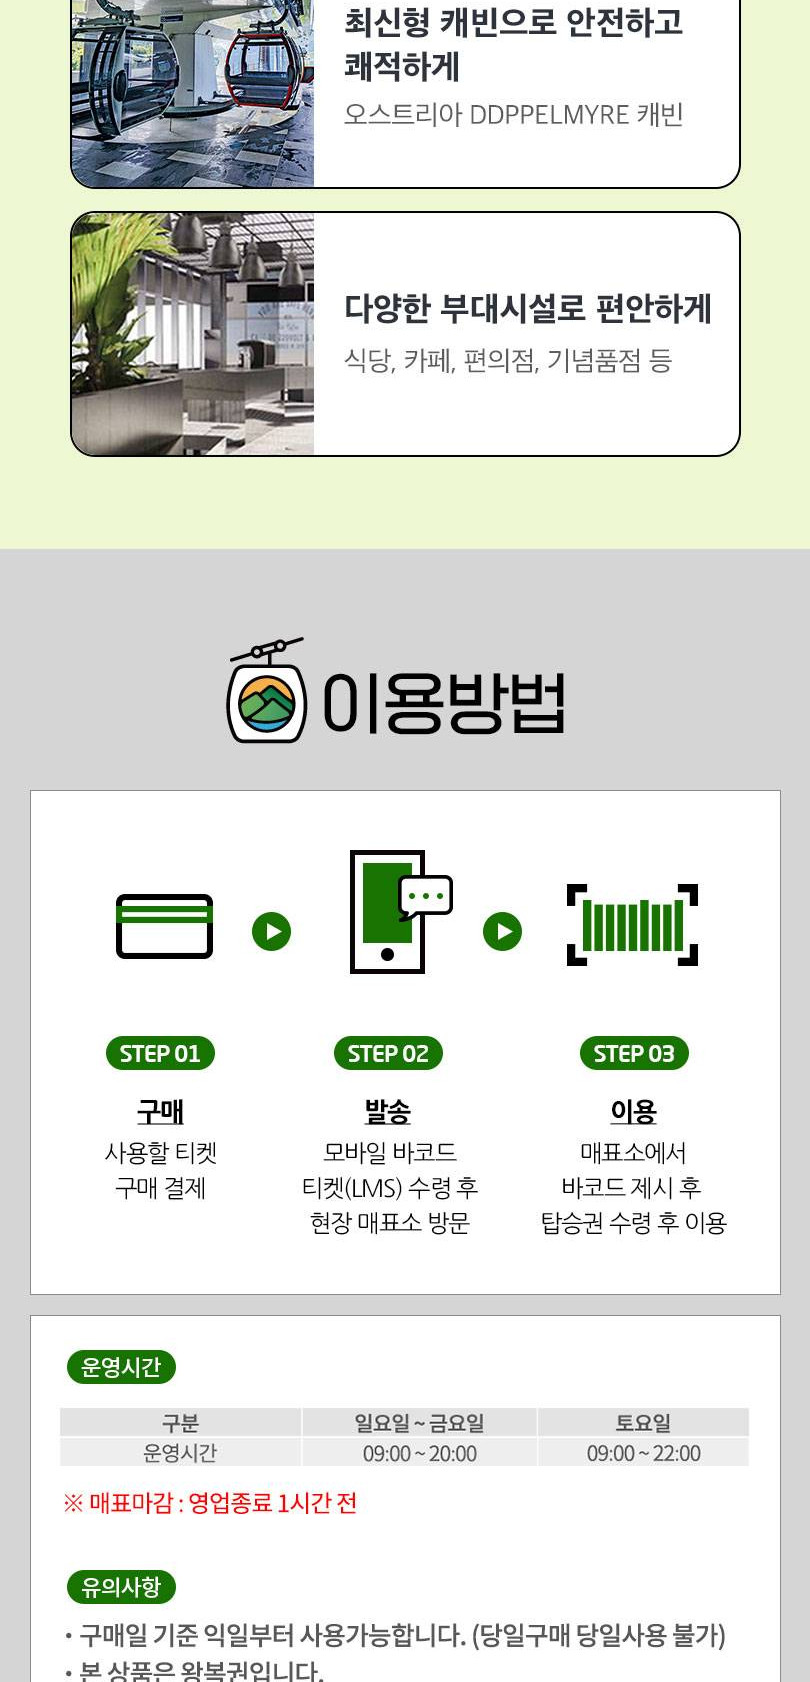 최신형 캐빈으로 안전하고
쾌적하게
오스트리아 DDPPELMYRE 캐빈
다양한 부대시설로 편안하게
식당, 카페, 편의점, 기념품점 등
이용방법
STEP 01
구매
사용할 티켓
구매 결제
STEP 02
발송
모바일 바코드
티켓(LMS) 수령 후
현장 매표소 방문
STEP 03
이용
매표소에서
바코드 제시 후
탑승권 수령 후 이용
운영시간
구분 일요일 ~ 금요일 토요일
운영시간 09:00 ~ 20:00 09:00 ~ 22:00
※ 매표마감 : 영업종료 1시간 전
유의사항
• 구매일 기준 익일부터 사용가능합니다. (당일구매 당일사용 불가)
• 본 상품은 왕복권입니다.